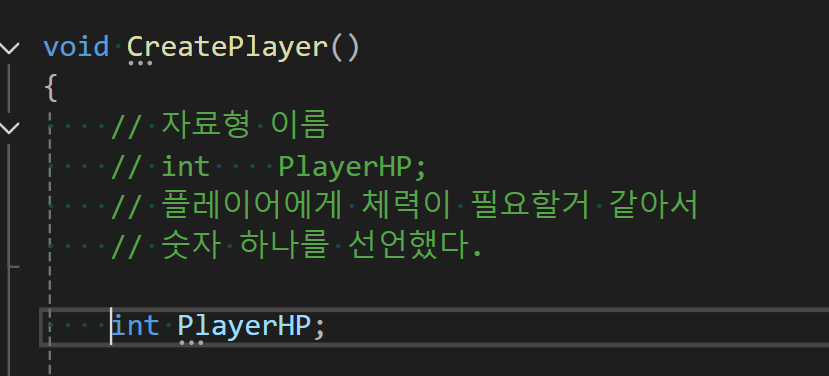 void CreatePlayer()
{
// 자료형 이름
// int    PlayerHP;
// 플레이어에게 체력이 필요할거 같아서
// 숫자 하나를 선언했다.
int PlayerHP;